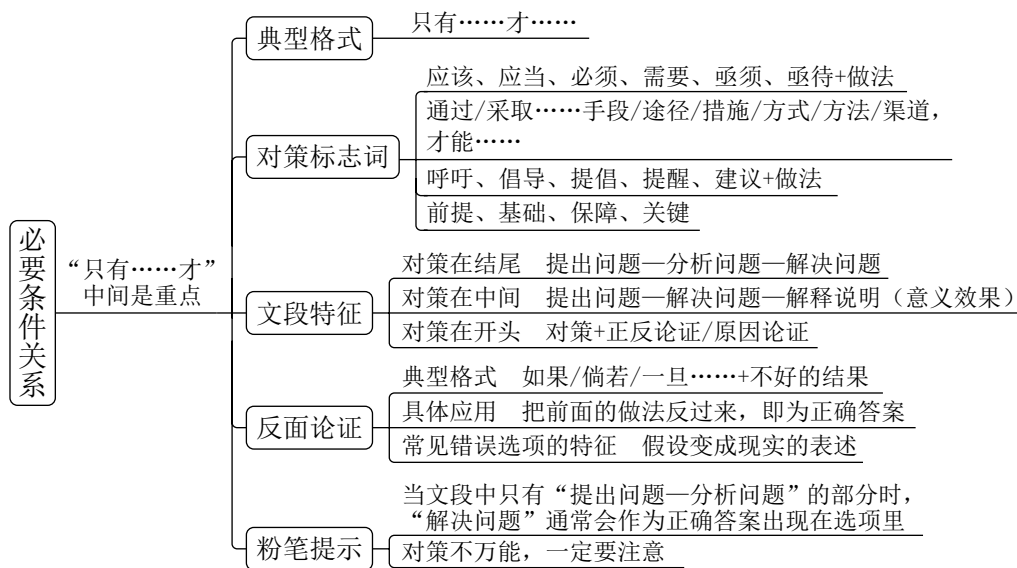 必要条件关系
“只有……才”
中间是重点
典型格式
只有……才……
对策标志词
应该、应当、必须、需要、亟须、亟待+做法
通过/采取……手段/途径/措施/方式/方法/渠道，
才能……
呼吁、倡导、提倡、提醒、建议+做法
前提、基础、保障、关键
文段特征
对策在结尾 提出问题—分析问题—解决问题
对策在中间 提出问题—解决问题—解释说明（意义效果）
对策在开头 对策+正反论证/原因论证
反面论证
典型格式 如果/倘若/一旦……+不好的结果
具体应用 把前面的做法反过来，即为正确答案
常见错误选项的特征 假设变成现实的表述
粉笔提示
当文段中只有“提出问题—分析问题”的部分时，
“解决问题”通常会作为正确答案出现在选项里
对策不万能，一定要注意